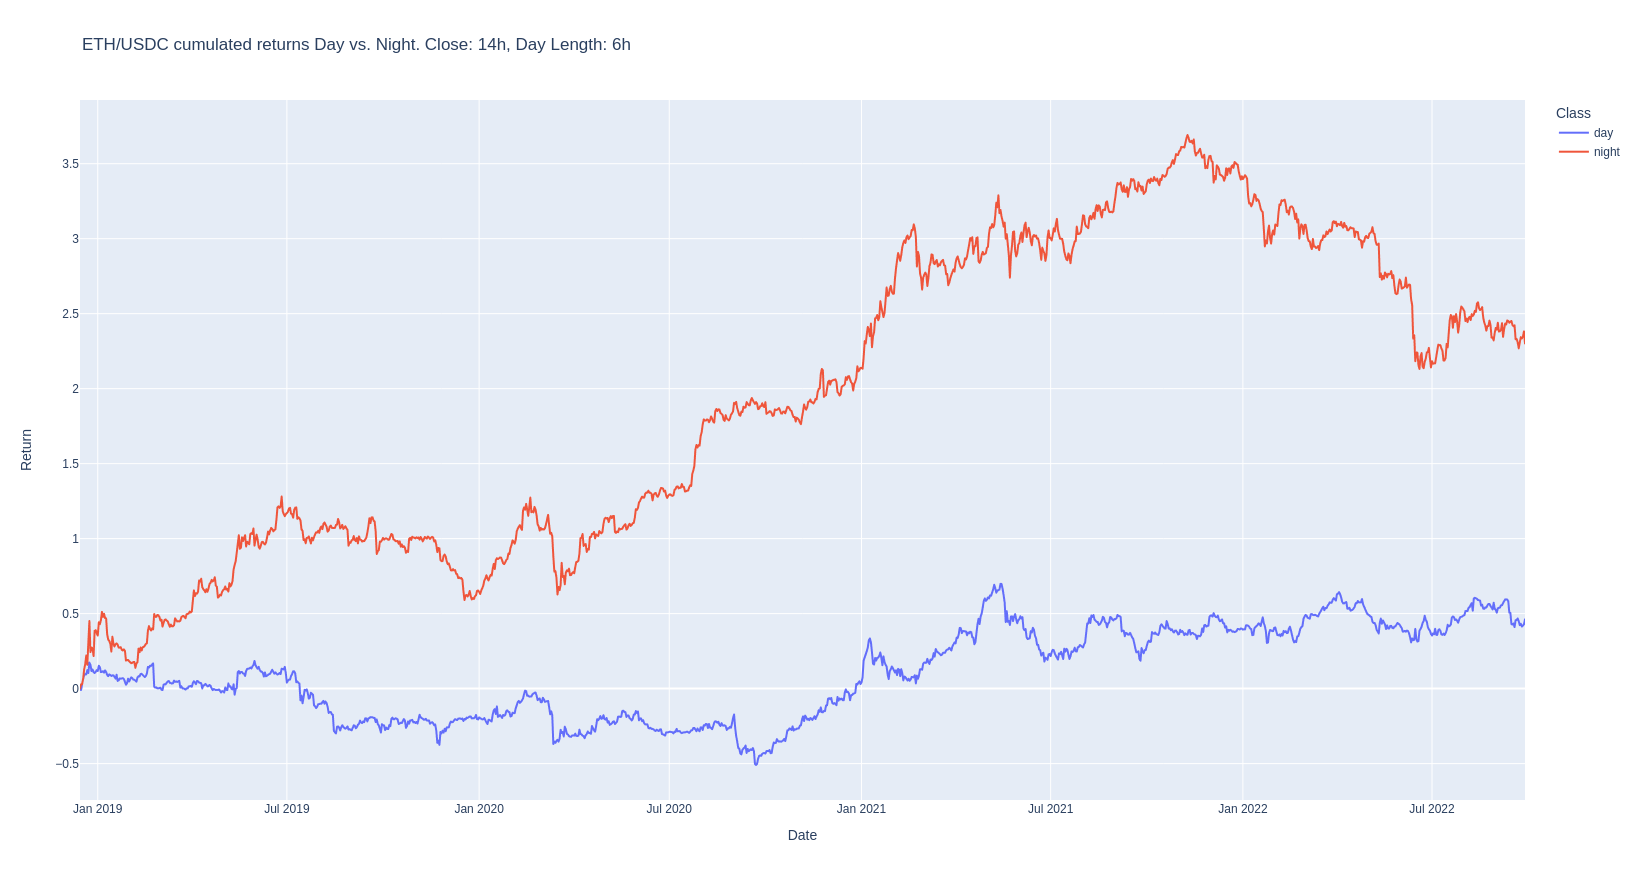 ETH/USDC cumulated returns Day vs. Night. Close: 14h, Day Length: 6h
Class
day
night
Return
3.5
3
2.5
2
1.5
1
0.5
0
−0.5
Jan 2019 Jul 2019 Jan 2020 Jul 2020 Jan 2021 Jul 2021 Jan 2022 Jul 2022
Date